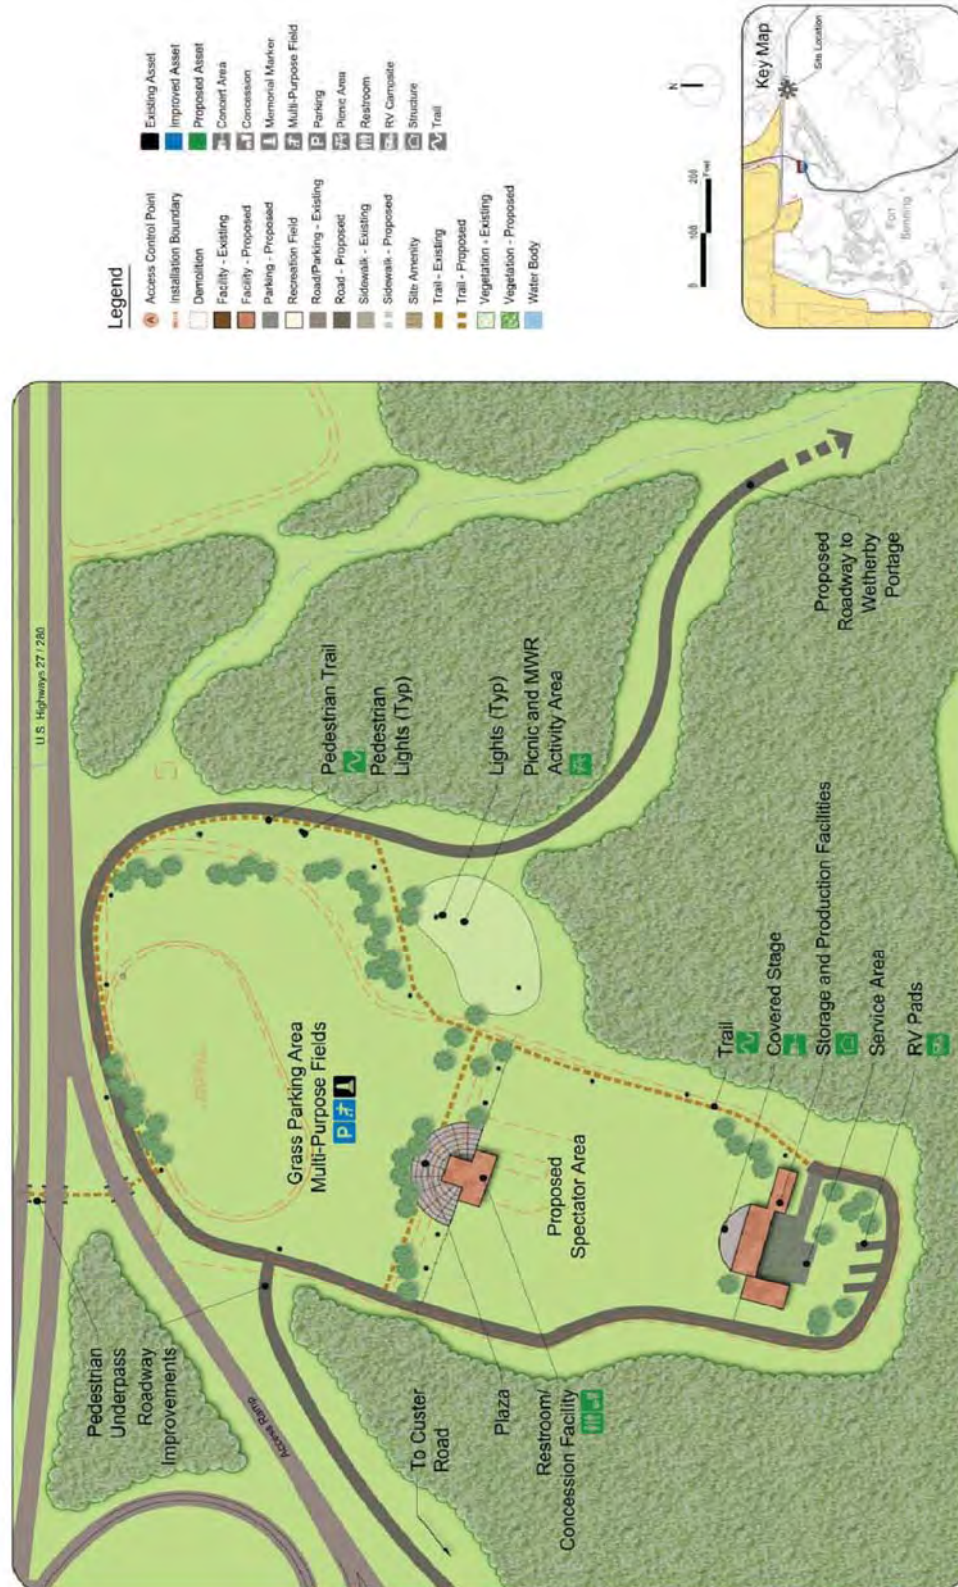 U.S. Highways 27 / 280
Pedestrian
Underpass
Roadway
Improvements
Access Ramp
To Custer
Road
Plaza
Restroom/
Concession Facility
Grass Parking Area
Multi-Purpose Fields
P
Proposed
Spectator Area
Pedestrian Trail
Pedestrian
Lights (Typ)
Lights (Typ)
Picnic and MWR
Activity Area
Trail
Covered Stage
Storage and Production Facilities
Service Area
RV Pads
Proposed
Roadway to
Wetherby
Portage
Legend
A Access Control Point
Installation Boundary
Demolition
Facility - Existing
Facility - Proposed
Parking - Proposed
Recreation Field
Road/Parking - Existing
Road - Proposed
Sidewalk - Existing
Sidewalk - Proposed
Site Amenity
Trail - Existing
Trail - Proposed
Vegetation - Existing
Vegetation - Proposed
Water Body
Existing Asset
Improved Asset
Proposed Asset
Concert Area
Concession
Memorial Marker
Multi-Purpose Field
P Parking
Picnic Area
Restroom
RV Campsite
Structure
Trail
N
0 100 200
Feet
Key Map
Site Location
Fort
Benning